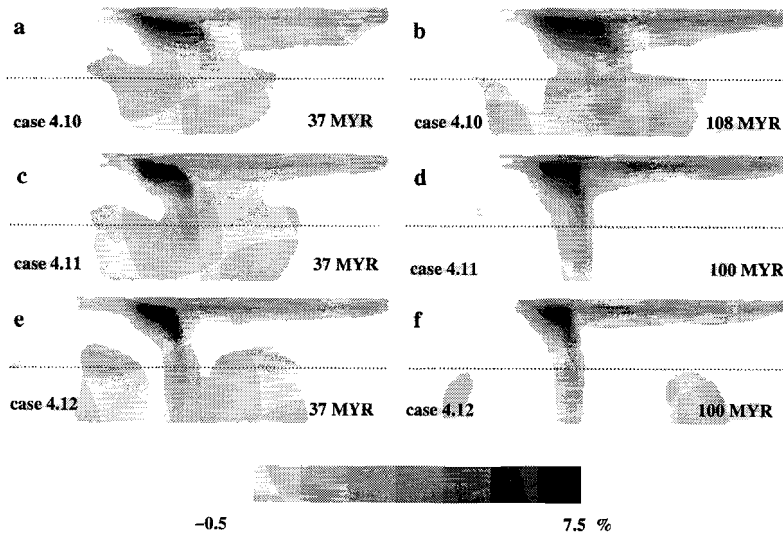 a
case 4.10 37 MYR
b
case 4.10 108 MYR
c
case 4.11 37 MYR
d
case 4.11 100 MYR
e
case 4.12 37 MYR
f
case 4.12 100 MYR
−0.5 7.5 %